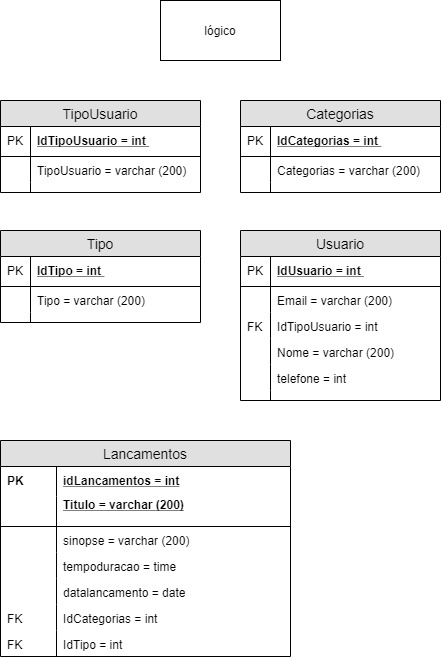 lógico
TipoUsuario
PK IdTipoUsuario = int
TipoUsuario = varchar (200)
Categorias
PK IdCategorias = int
Categorias = varchar (200)
Tipo
PK IdTipo = int
Tipo = varchar (200)
Usuario
PK IdUsuario = int
Email = varchar (200)
FK IdTipoUsuario = int
Nome = varchar (200)
telefone = int
Lancamentos
PK idLancamentos = int
Titulo = varchar (200)
sinopse = varchar (200)
tempoduracao = time
datalancamento = date
FK IdCategorias = int
FK IdTipo = int